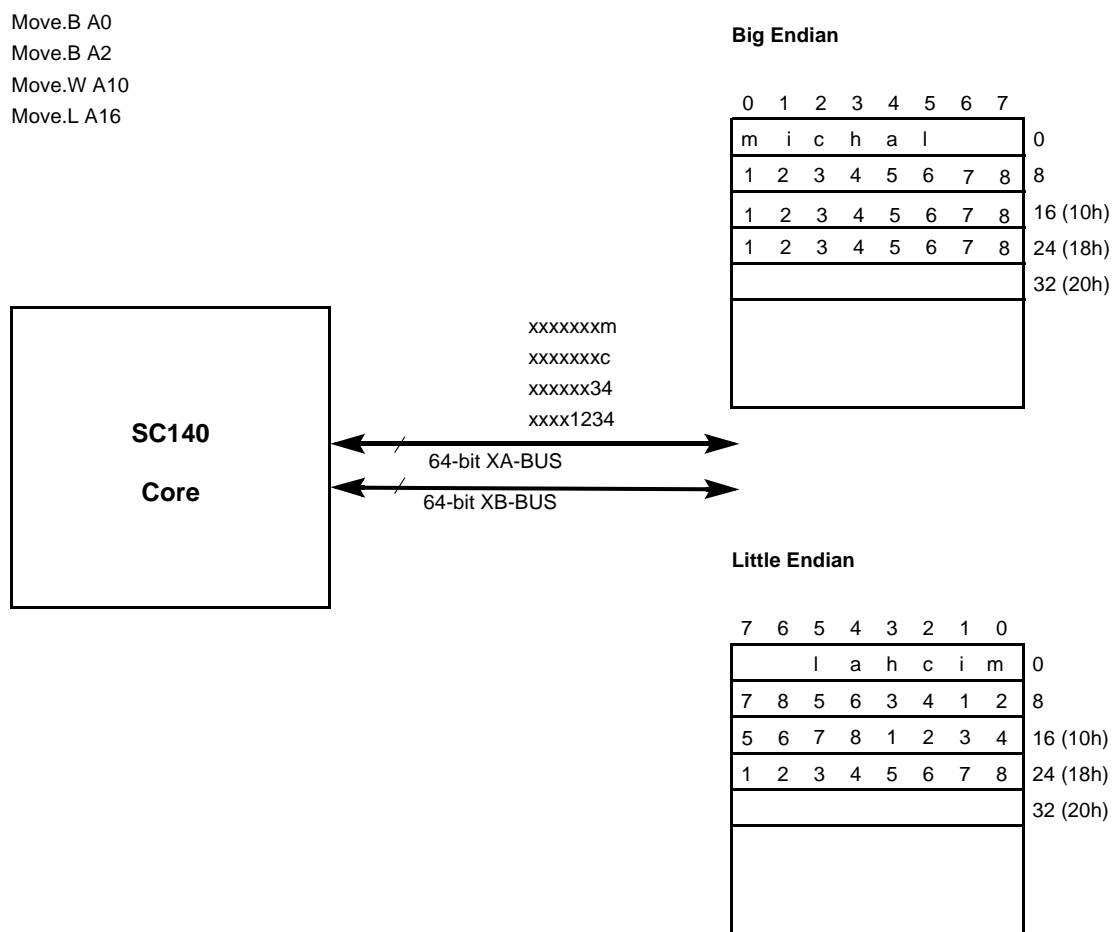 Move.B A0
Move.B A2
Move.W A10
Move.L A16
Big Endian
0 1 2 3 4 5 6 7
m i c h a l 0
1 2 3 4 5 6 7 8 8
1 2 3 4 5 6 7 8 16 (10h)
1 2 3 4 5 6 7 8 24 (18h)
32 (20h)
xxxxxxxm
xxxxxxxc
xxxxxx34
xxxx1234
SC140
Core
64-bit XA-BUS
64-bit XB-BUS
Little Endian
7 6 5 4 3 2 1 0
l a h c i m 0
7 8 5 6 3 4 1 2 8
5 6 7 8 1 2 3 4 16 (10h)
1 2 3 4 5 6 7 8 24 (18h)
32 (20h)